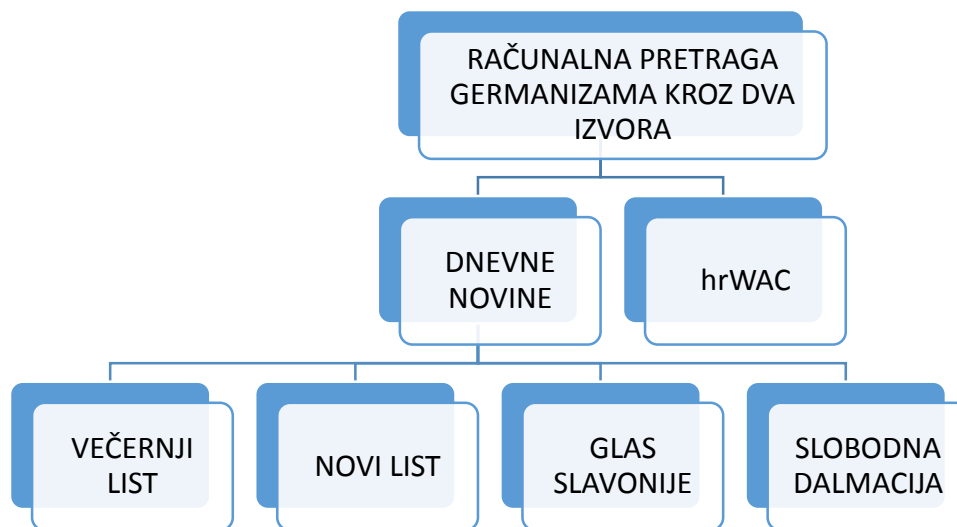 RAČUNALNA PRETRAGA
GERMANIZAMA KROZ DVA
IZVORA
DNEVNE
NOVINE
hrWAC
VEČERNJI
LIST
NOVI LIST
GLAS
SLAVONIJE
SLOBODNA
DALMACIJA